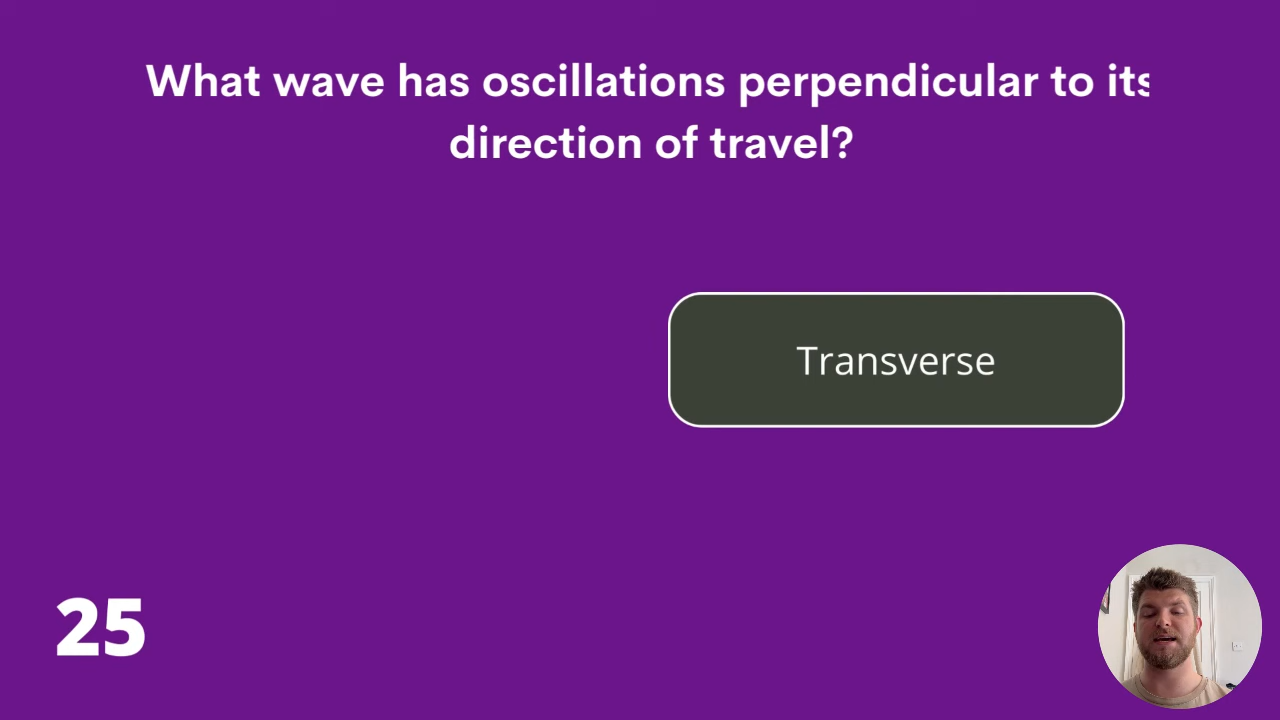 What wave has oscillations perpendicular to its
direction of travel?
Transverse
25